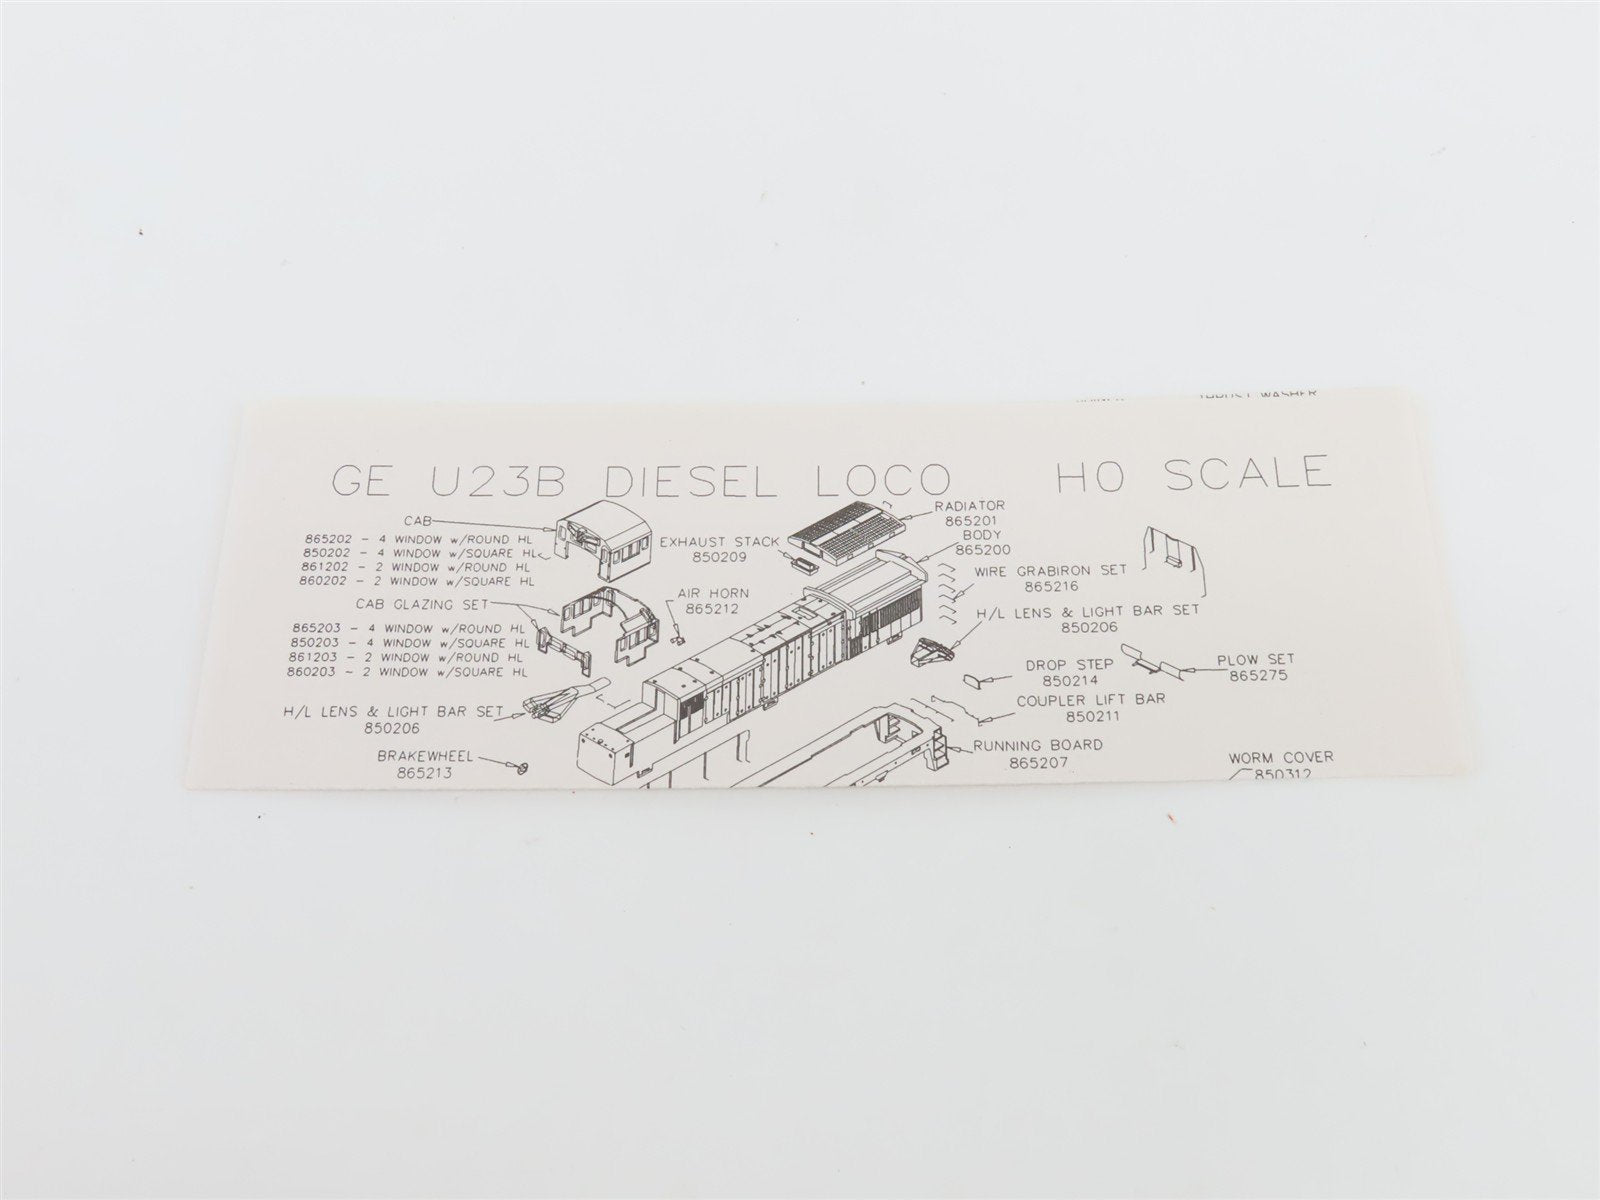 THRUST WASHER
GE U23B DIESEL LOCO HO SCALE
CAB
865202 - 4 WINDOW w/ROUND HL
850202 - 4 WINDOW w/SQUARE HL
861202 - 2 WINDOW w/ROUND HL
860202 - 2 WINDOW w/SQUARE HL
CAB GLAZING SET
865203 - 4 WINDOW w/ROUND HL
850203 - 4 WINDOW w/SQUARE HL
861203 - 2 WINDOW w/ROUND HL
860203 - 2 WINDOW w/SQUARE HL
H/L LENS & LIGHT BAR SET
850206
BRAKEWHEEL
865213
EXHAUST STACK
850209
AIR HORN
865212
RADIATOR
865201
BODY
865200
WIRE GRABIRON SET
865216
H/L LENS & LIGHT BAR SET
850206
DROP STEP
850214
PLOW SET
865275
COUPLER LIFT BAR
850211
RUNNING BOARD
865207
WORM COVER
850312